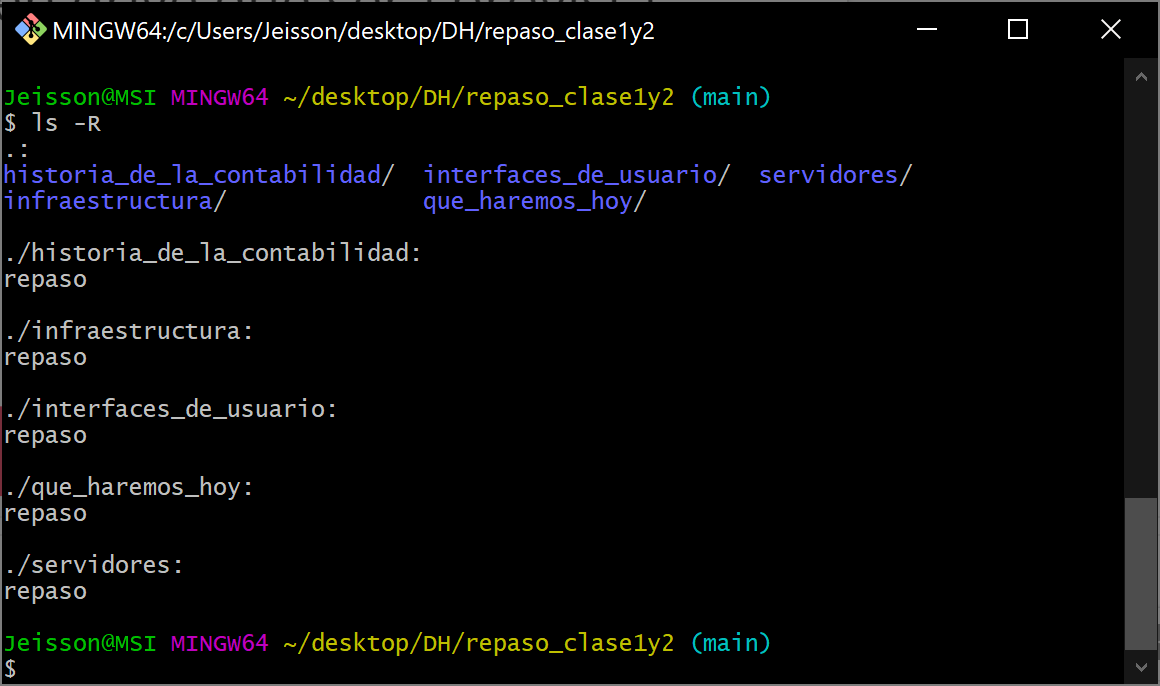 MINGW64:/c/Users/Jeisson/desktop/DH/repaso_clase1y2
Jeisson@MSI MINGW64 ~/desktop/DH/repaso_clase1y2 (main)
$ ls -R
.:
historia_de_la_contabilidad/  interfaces_de_usuario/  servidores/
infraestructura/              que_haremos_hoy/
./historia_de_la_contabilidad:
repaso
./infraestructura:
repaso
./interfaces_de_usuario:
repaso
./que_haremos_hoy:
repaso
./servidores:
repaso
Jeisson@MSI MINGW64 ~/desktop/DH/repaso_clase1y2 (main)
$